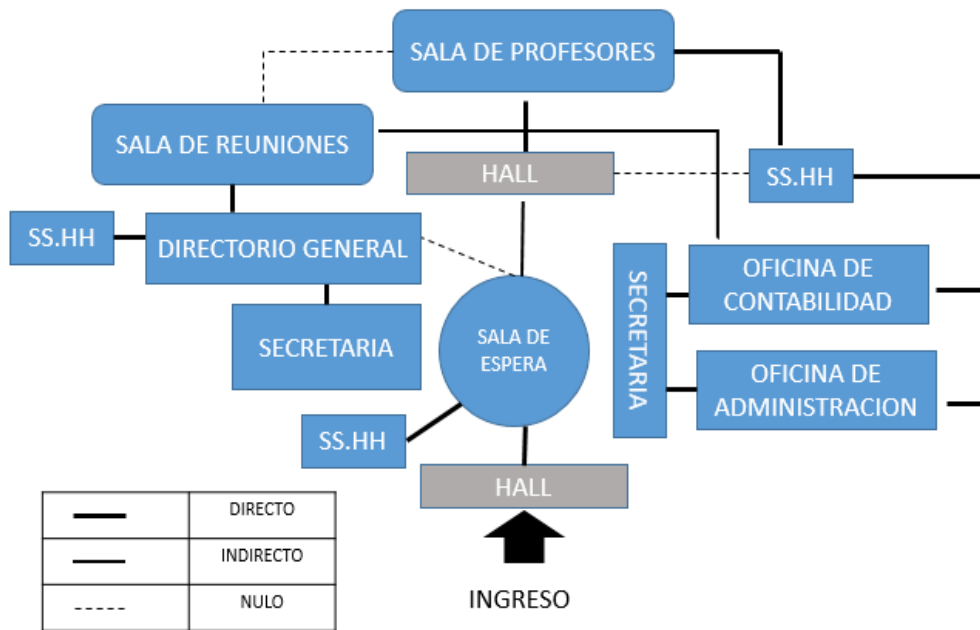 SALA DE PROFESORES
SALA DE REUNIONES
HALL
SS.HH
SS.HH
DIRECTORIO GENERAL
SECRETARIA
SALA DE
ESPERA
SECRETARIA
OFICINA DE
CONTABILIDAD
OFICINA DE
ADMINISTRACION
SS.HH
HALL
INGRESO
DIRECTO
INDIRECTO
NULO